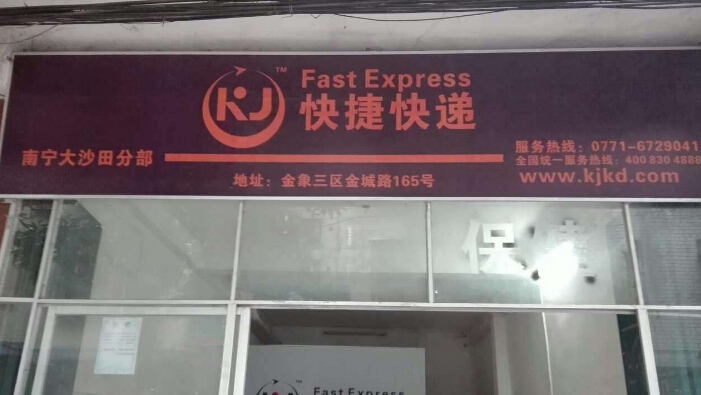 KJ™
Fast Express
快捷快递
南宁大沙田分部
服务热线：0771-6729041
全国统一服务热线：400 830 4888
地址：金象三区金城路165号
www.kjkd.com
保
Fast Express